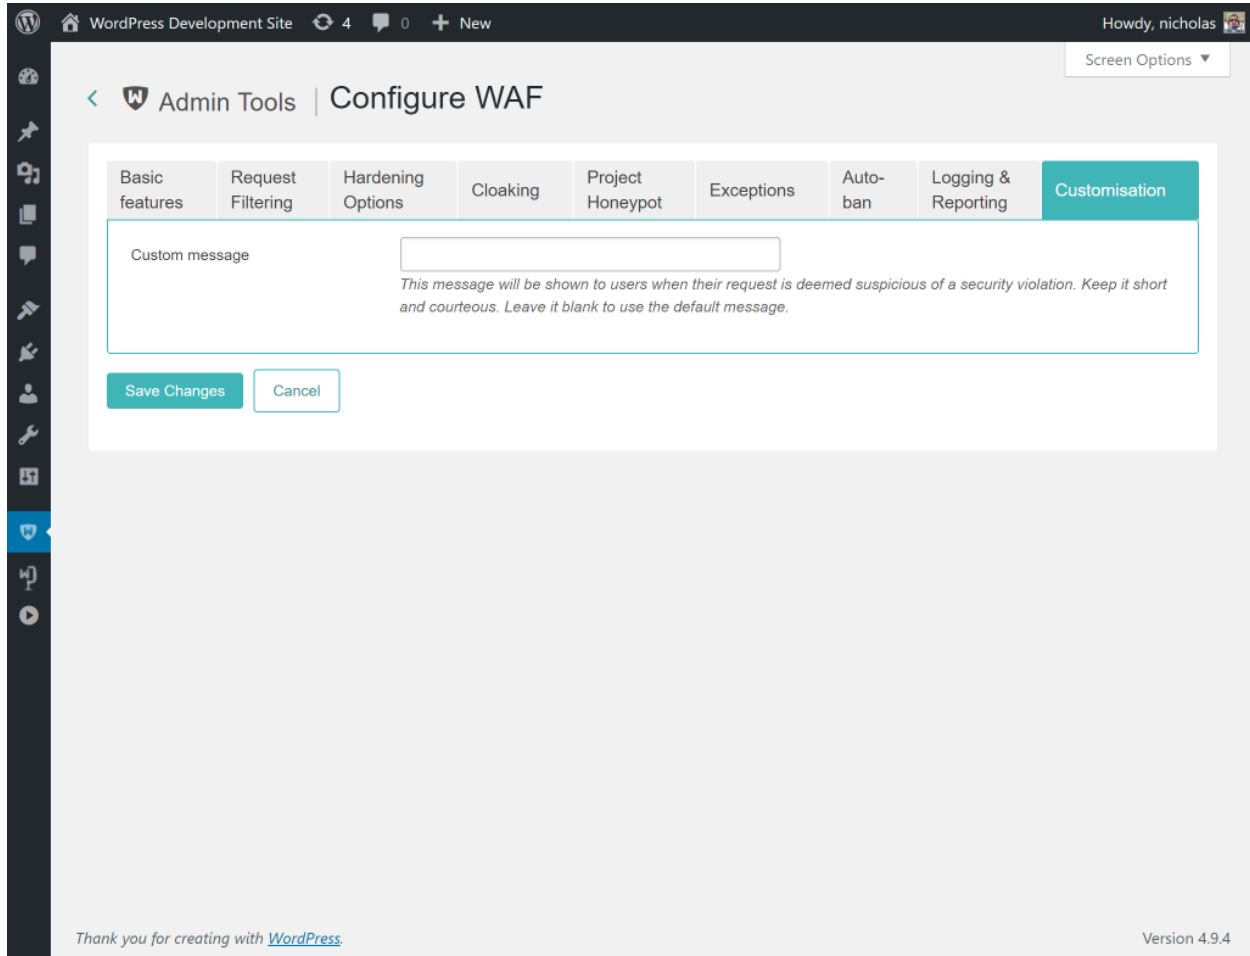 WordPress Development Site 4 0 New Howdy, nicholas
Screen Options ▼
Admin Tools | Configure WAF
Basic features
Request Filtering
Hardening Options
Cloaking
Project Honeypot
Exceptions
Auto-ban
Logging & Reporting
Customisation
Custom message
This message will be shown to users when their request is deemed suspicious of a security violation. Keep it short
and courteous. Leave it blank to use the default message.
Save Changes Cancel
Thank you for creating with WordPress. Version 4.9.4